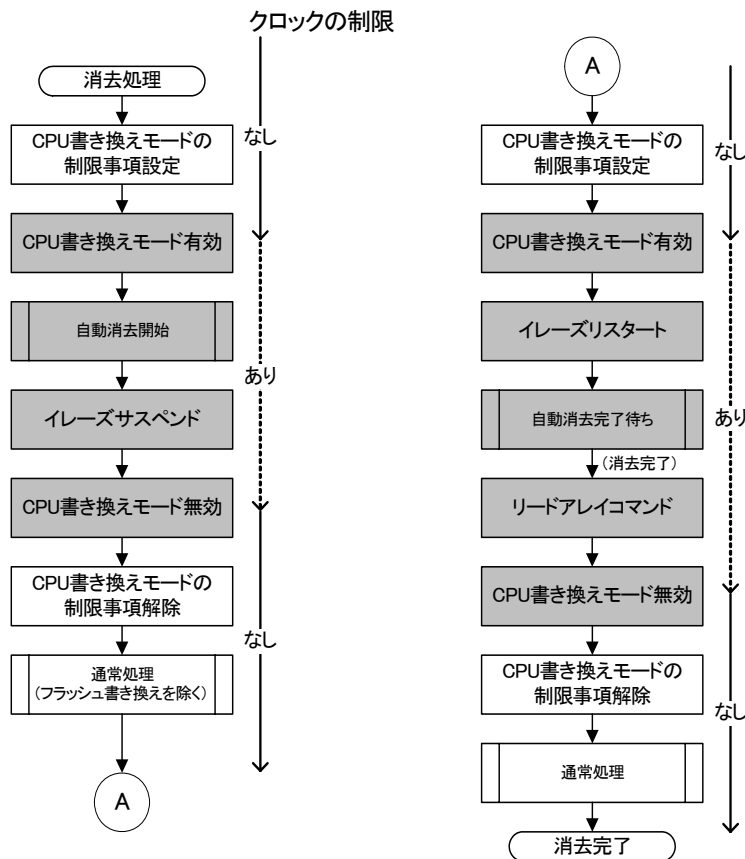 クロックの制限
消去処理
CPU書き換えモードの
制限事項設定
なし
CPU書き換えモード有効
自動消去開始
あり
イレーズサスペンド
CPU書き換えモード無効
CPU書き換えモードの
制限事項解除
なし
通常処理
(フラッシュ書き換えを除く)
A
A
CPU書き換えモードの
制限事項設定
なし
CPU書き換えモード有効
イレーズリスタート
自動消去完了待ち
あり
(消去完了)
リードアレイコマンド
CPU書き換えモード無効
CPU書き換えモードの
制限事項解除
なし
通常処理
消去完了